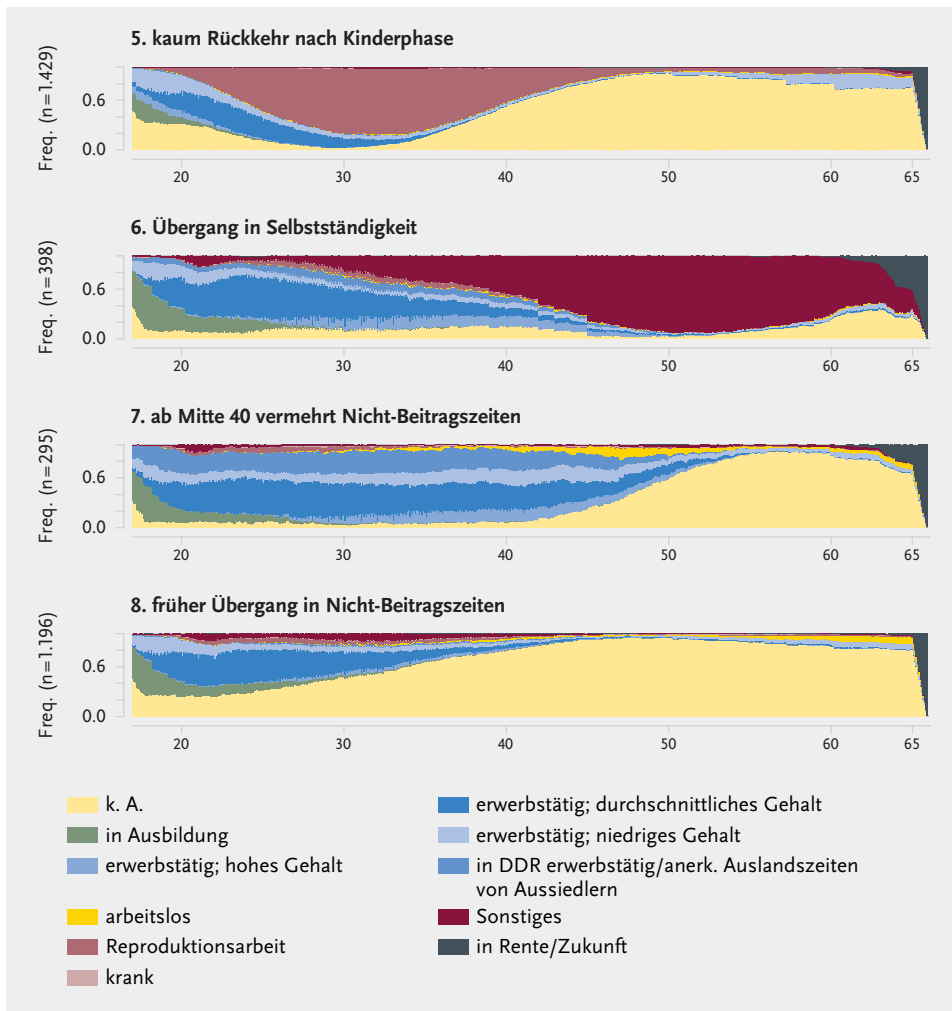 5. kaum Rückkehr nach Kinderphase
Freq. (n=1.429)
0.6
0.0
20
30
40
50
60
65
6. Übergang in Selbstständigkeit
Freq. (n=398)
0.6
0.0
20
30
40
50
60
65
7. ab Mitte 40 vermehrt Nicht-Beitragszeiten
Freq. (n=295)
0.6
0.0
20
30
40
50
60
65
8. früher Übergang in Nicht-Beitragszeiten
Freq. (n=1.196)
0.6
0.0
20
30
40
50
60
65
k. A.
in Ausbildung
erwerbstätig; hohes Gehalt
arbeitslos
Reproduktionsarbeit
krank
erwerbstätig; durchschnittliches Gehalt
erwerbstätig; niedriges Gehalt
in DDR erwerbstätig/anerk. Auslandszeiten
von Aussiedlern
Sonstiges
in Rente/Zukunft